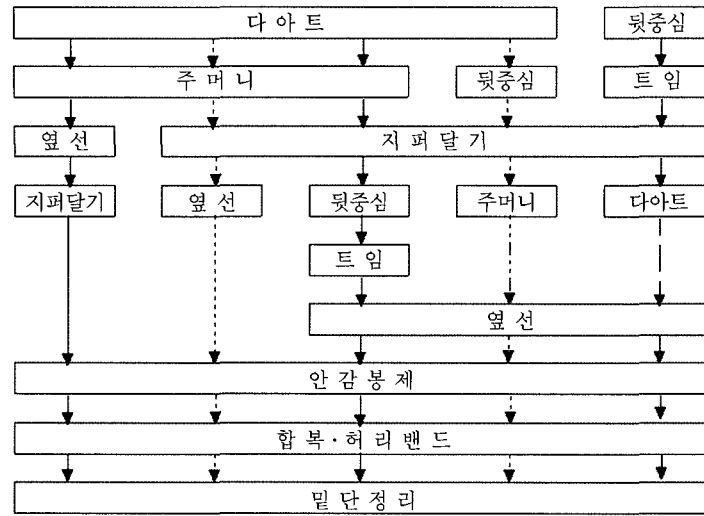 다 아 트 뒷중심
주 머 니 뒷중심 트 임
옆 선 지 퍼 달 기
지퍼달기 옆 선 뒷중심 주머니 다아트
트 임
옆 선
안 감 봉 제
합 복·허 리 밴 드
밑 단 정 리